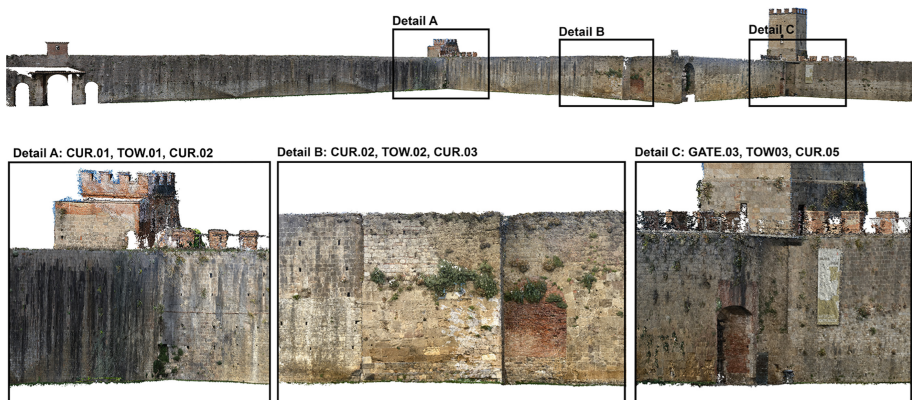 Detail A
Detail B
Detail C
Detail A: CUR.01, TOW.01, CUR.02
Detail B: CUR.02, TOW.02, CUR.03
Detail C: GATE.03, TOW03, CUR.05